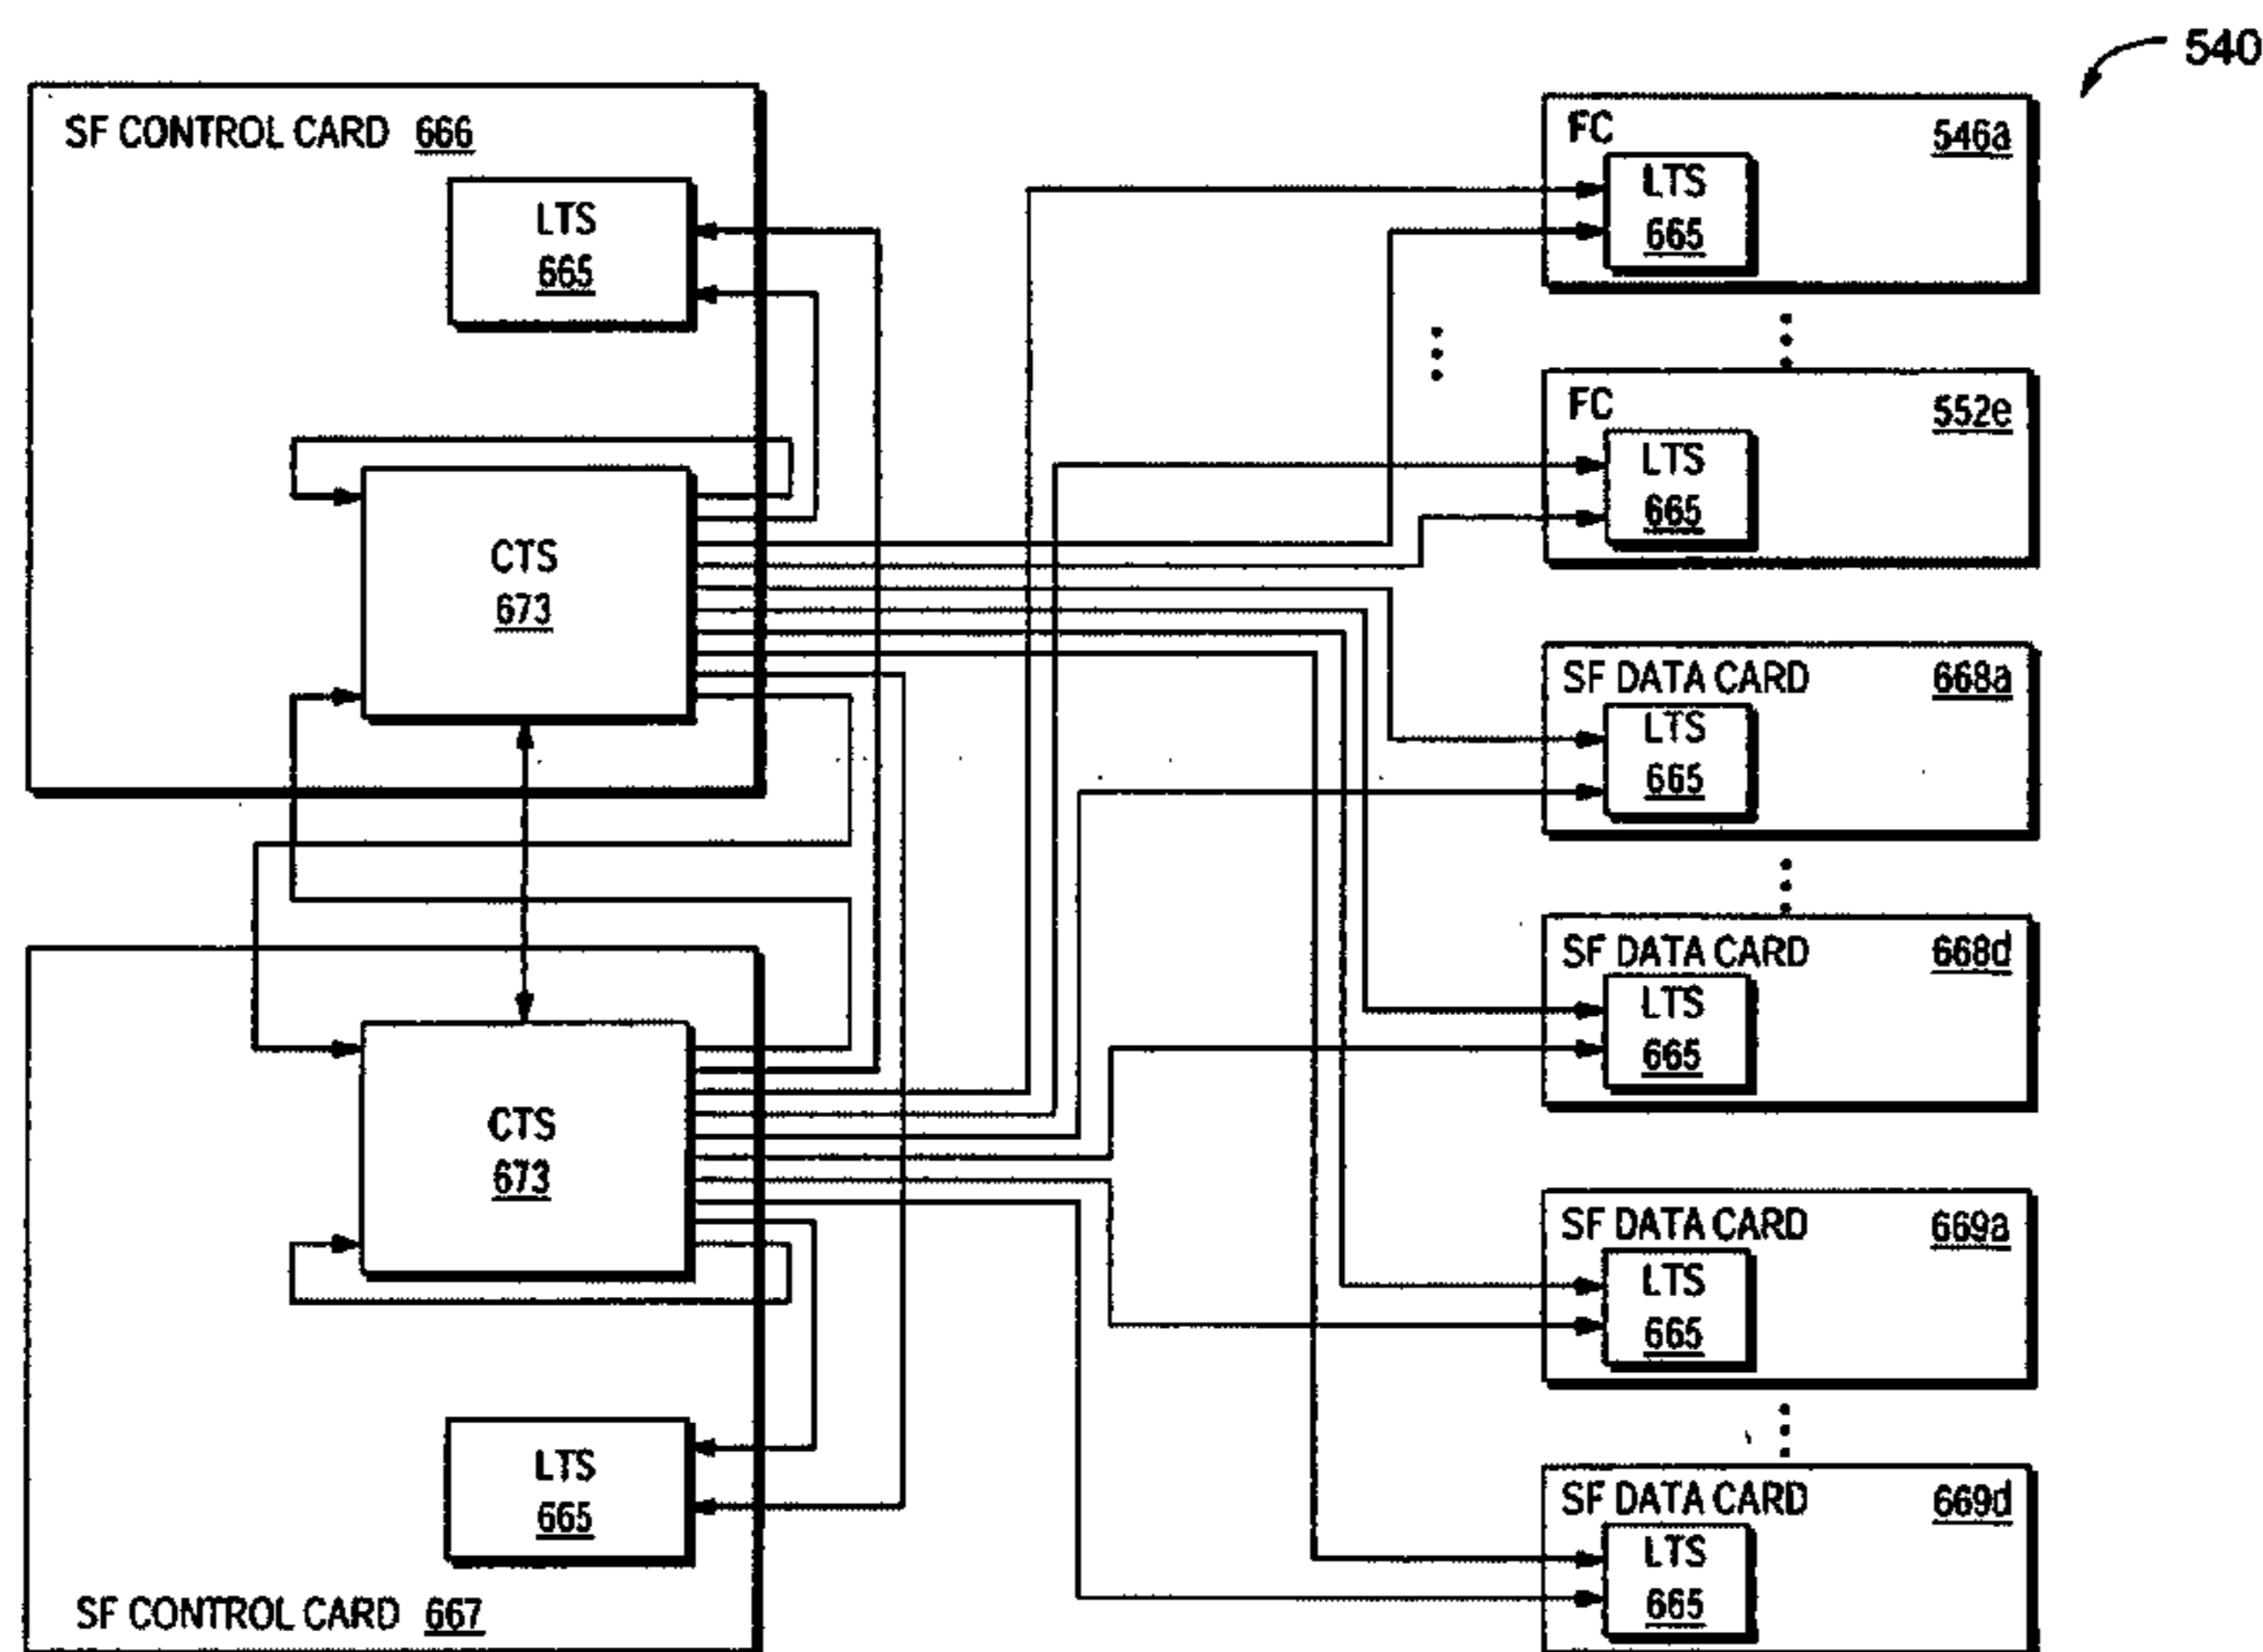 540
SF CONTROL CARD 666
LTS
665
CTS
673
CTS
673
LTS
665
SF CONTROL CARD 667
FC 546a
LTS
665
FC 552e
LTS
665
SF DATA CARD 668a
LTS
665
SF DATA CARD 668d
LTS
665
SF DATA CARD 669a
LTS
665
SF DATA CARD 669d
LTS
665